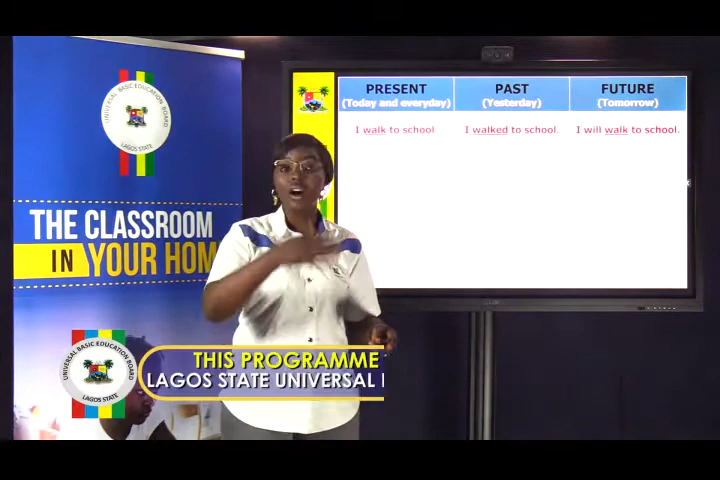 UNIVERSAL BASIC EDUCATION BOARD
LAGOS STATE
THE CLASSROOM
IN YOUR HOM
PRESENT
(Today and everyday)
PAST
(Yesterday)
FUTURE
(Tomorrow)
I walk to school
I walked to school.
I will walk to school.
UNIVERSAL BASIC EDUCATION BOARD
LAGOS STATE
THIS PROGRAMME
LAGOS STATE UNIVERSAL